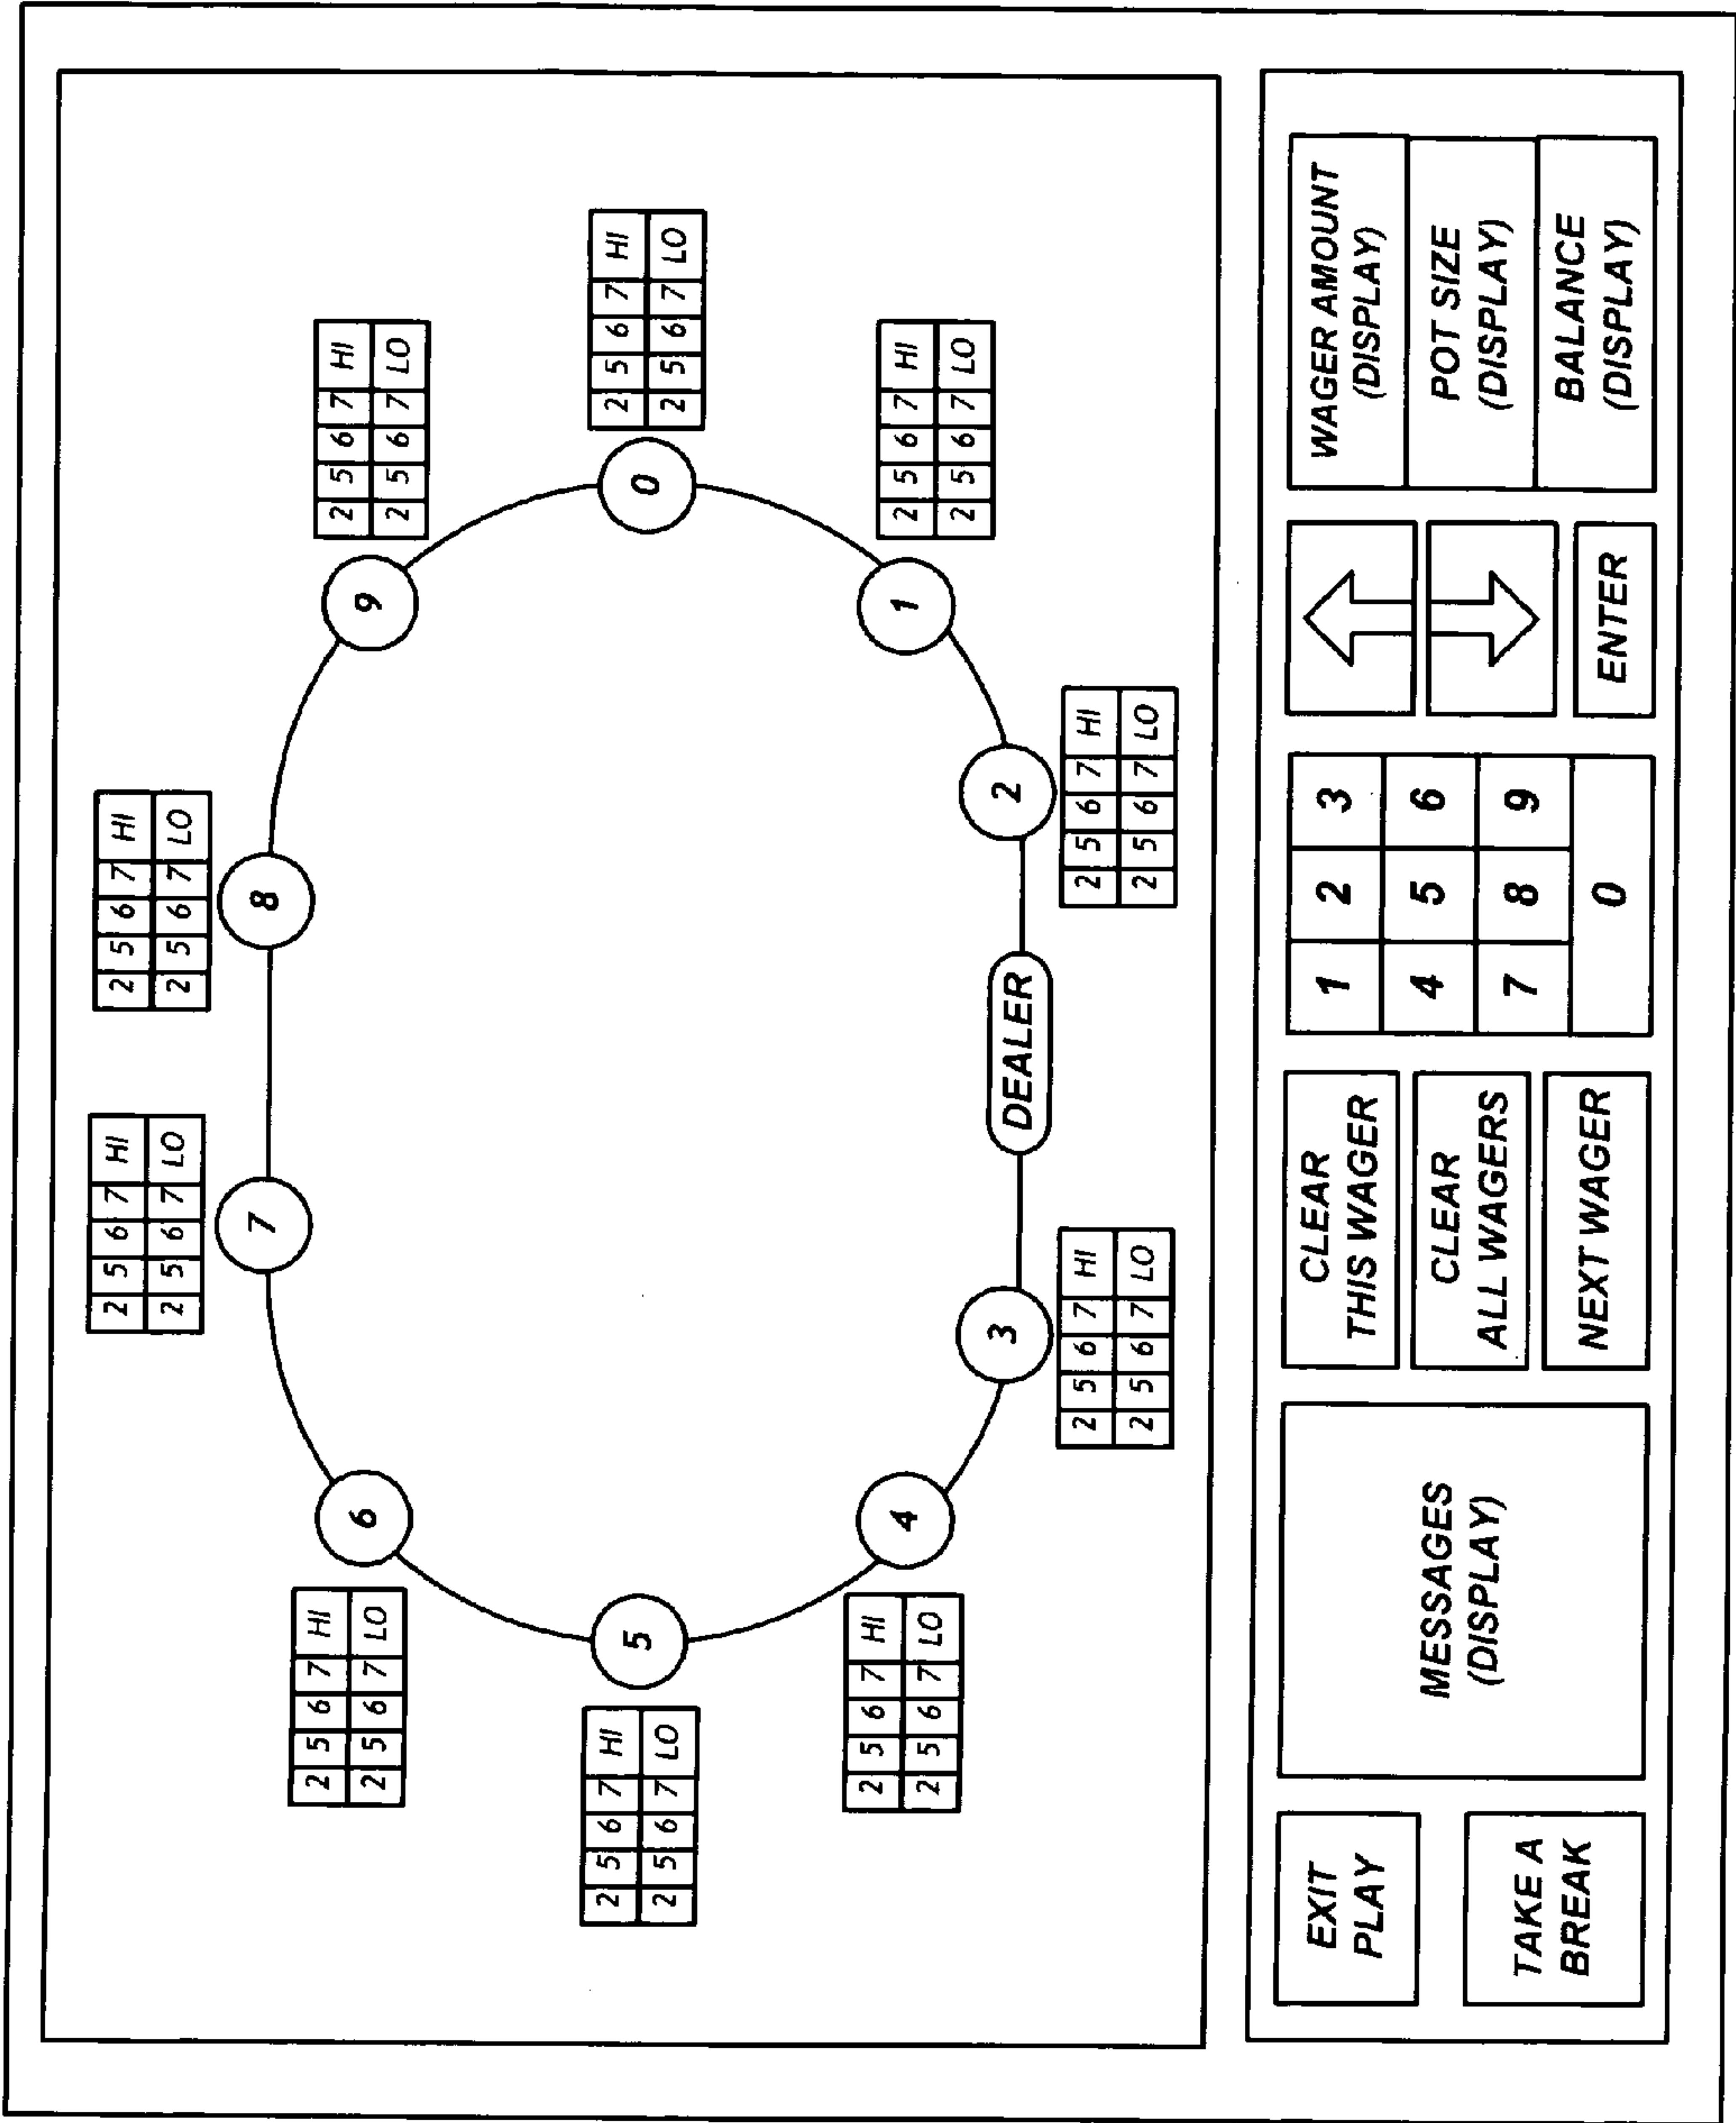 2 5 6 7 HI
2 5 6 7 LO
2 5 6 7 HI
2 5 6 7 LO
7
8
2 5 6 7 HI
2 5 6 7 LO
6
9
2 5 6 7 HI
2 5 6 7 LO
2 5 6 7 HI
2 5 6 7 LO
5
0
2 5 6 7 HI
2 5 6 7 LO
2 5 6 7 HI
2 5 6 7 LO
4
1
2 5 6 7 HI
2 5 6 7 LO
3
DEALER
2
2 5 6 7 HI
2 5 6 7 LO
2 5 6 7 HI
2 5 6 7 LO
EXIT
PLAY
TAKE A
BREAK
MESSAGES
(DISPLAY)
CLEAR
THIS WAGER
CLEAR
ALL WAGERS
NEXT WAGER
1 2 3
4 5 6
7 8 9
0
ENTER
WAGER AMOUNT
(DISPLAY)
POT SIZE
(DISPLAY)
BALANCE
(DISPLAY)